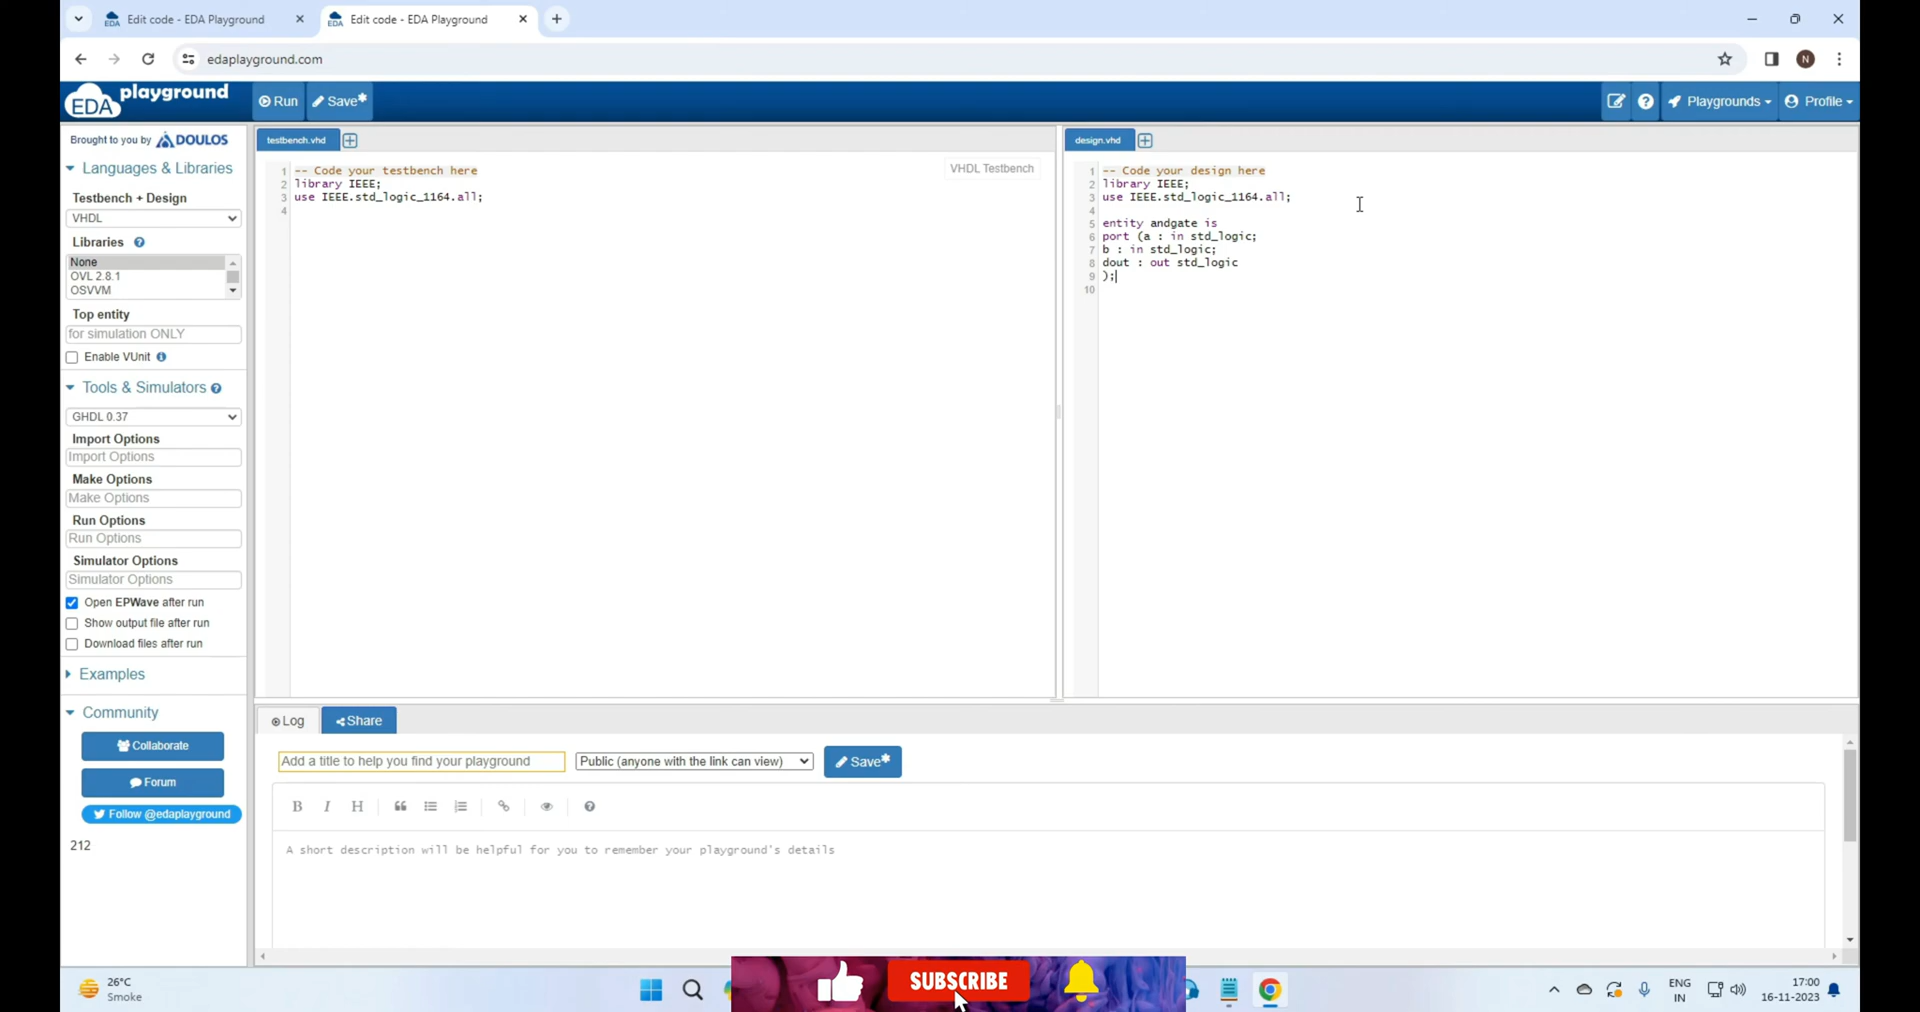 Edit code - EDA Playground
Edit code - EDA Playground
edaplayground.com
N
EDA playground
Run
Save*
Playgrounds
Profile
Brought to you by DOULOS
Languages & Libraries
Testbench + Design
VHDL
Libraries
None
OVL 2.8.1
OSVVM
Top entity
for simulation ONLY
Enable VUnit
Tools & Simulators
GHDL 0.37
Import Options
Import Options
Make Options
Make Options
Run Options
Run Options
Simulator Options
Simulator Options
Open EPWave after run
Show output file after run
Download files after run
Examples
Community
Collaborate
Forum
Follow @edaplayground
212
testbench.vhd
VHDL Testbench
1 -- Code your testbench here
2 library IEEE;
3 use IEEE.std_logic_1164.all;
4
design.vhd
1 -- Code your design here
2 library IEEE;
3 use IEEE.std_logic_1164.all;
4
5 entity andgate is
6 port (a : in std_logic;
7 b : in std_logic;
8 dout : out std_logic
9 );
10
Log
Share
Add a title to help you find your playground
Public (anyone with the link can view)
Save*
B I H
A short description will be helpful for you to remember your playground's details
26°C
Smoke
SUBSCRIBE
ENG
IN
17:00
16-11-2023